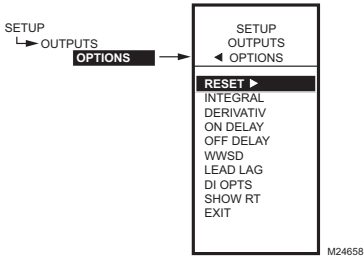 SETUP
OUTPUTS
OPTIONS
SETUP
OUTPUTS
◄ OPTIONS
RESET ►
INTEGRAL
DERIVATIV
ON DELAY
OFF DELAY
WWSD
LEAD LAG
DI OPTS
SHOW RT
EXIT
M24658